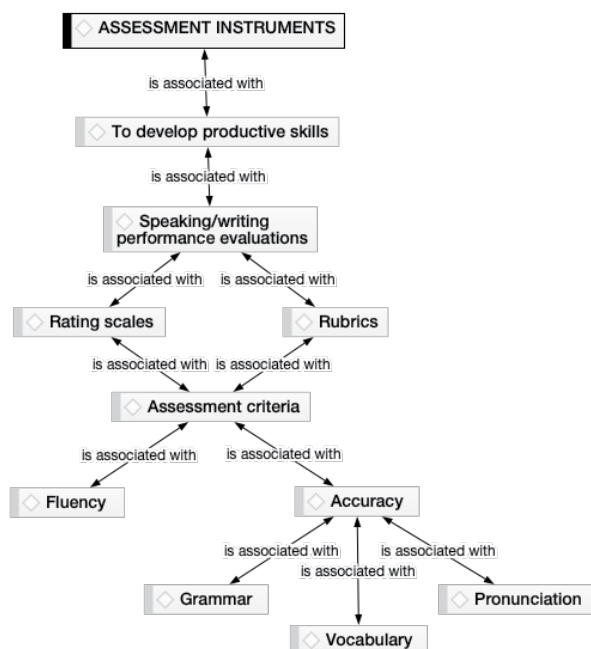 ASSESSMENT INSTRUMENTS
is associated with
To develop productive skills
is associated with
Speaking/writing
performance evaluations
is associated with
is associated with
Rating scales
Rubrics
is associated with
is associated with
Assessment criteria
is associated with
is associated with
Fluency
Accuracy
is associated with
is associated with
is associated with
Grammar
Pronunciation
Vocabulary